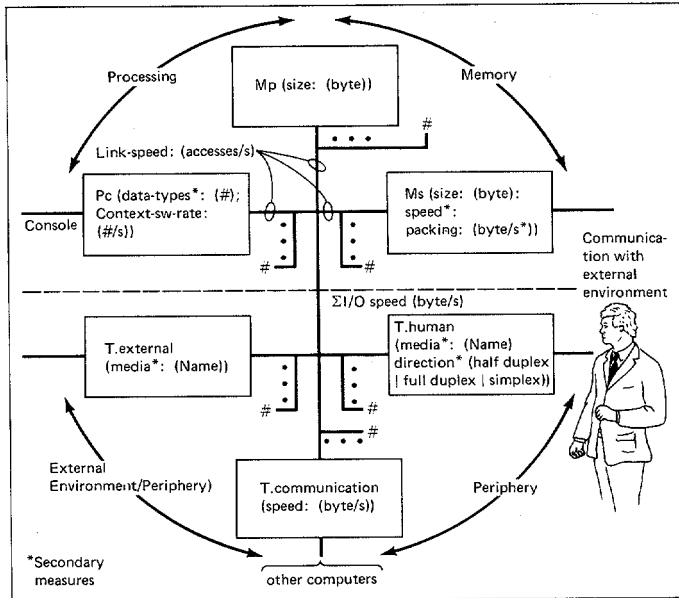 Processing
Memory
Mp (size: (byte))
• • •
#
Link-speed: (accesses/s)
Pc (data-types*: (#);
Context-sw-rate:
(#/s))
Console
Ms (size: (byte):
speed*:
packing: (byte/s*))
#
#
Communica-
tion with
external
environment
ΣI/O speed (byte/s)
T.external
(media*: (Name))
T.human
(media*: (Name)
direction* (half duplex
| full duplex | simplex))
#
#
#
• • •
External
Environment/Periphery)
T.communication
(speed: (byte/s))
Periphery
*Secondary
measures
other computers